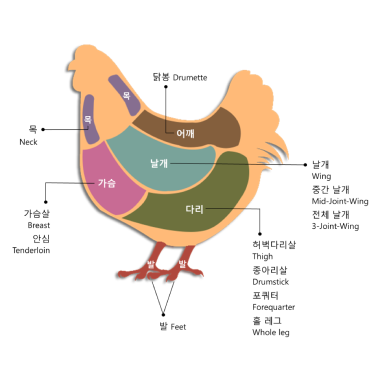 닭봉 Drumette
목
목
어깨
목
Neck
날개
날개
Wing
중간 날개
Mid-Joint-Wing
전체 날개
3-Joint-Wing
가슴
다리
가슴살
Breast
안심
Tenderloin
허벅다리살
Thigh
종아리살
Drumstick
포쿼터
Forequarter
홀 레그
Whole leg
발
발
발 Feet